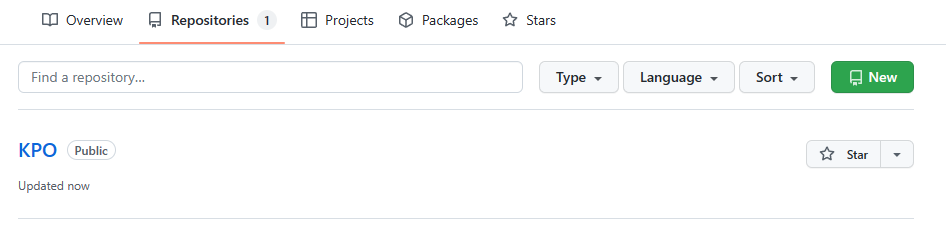 Overview Repositories 1 Projects Packages Stars
Find a repository... Type Language Sort New
KPO Public Star
Updated now